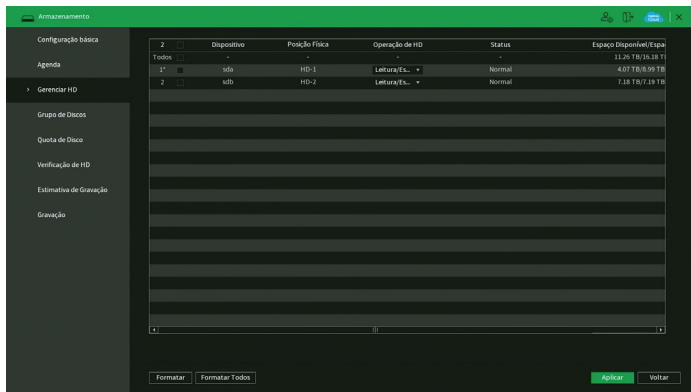 Armazenamento
Configuração básica
Agenda
Gerenciar HD
Grupo de Discos
Quota de Disco
Verificação de HD
Estimativa de Gravação
Gravação
2 Dispositivo Posição Física Operação de HD Status Espaço Disponível/Espa
Todos - - - - 11.26 TB/16.18 T
1* sda HD-1 Leitura/Es... Normal 4.07 TB/8.99 TB
2 sdb HD-2 Leitura/Es... Normal 7.18 TB/7.19 TB
Formatar Formatar Todos Aplicar Voltar